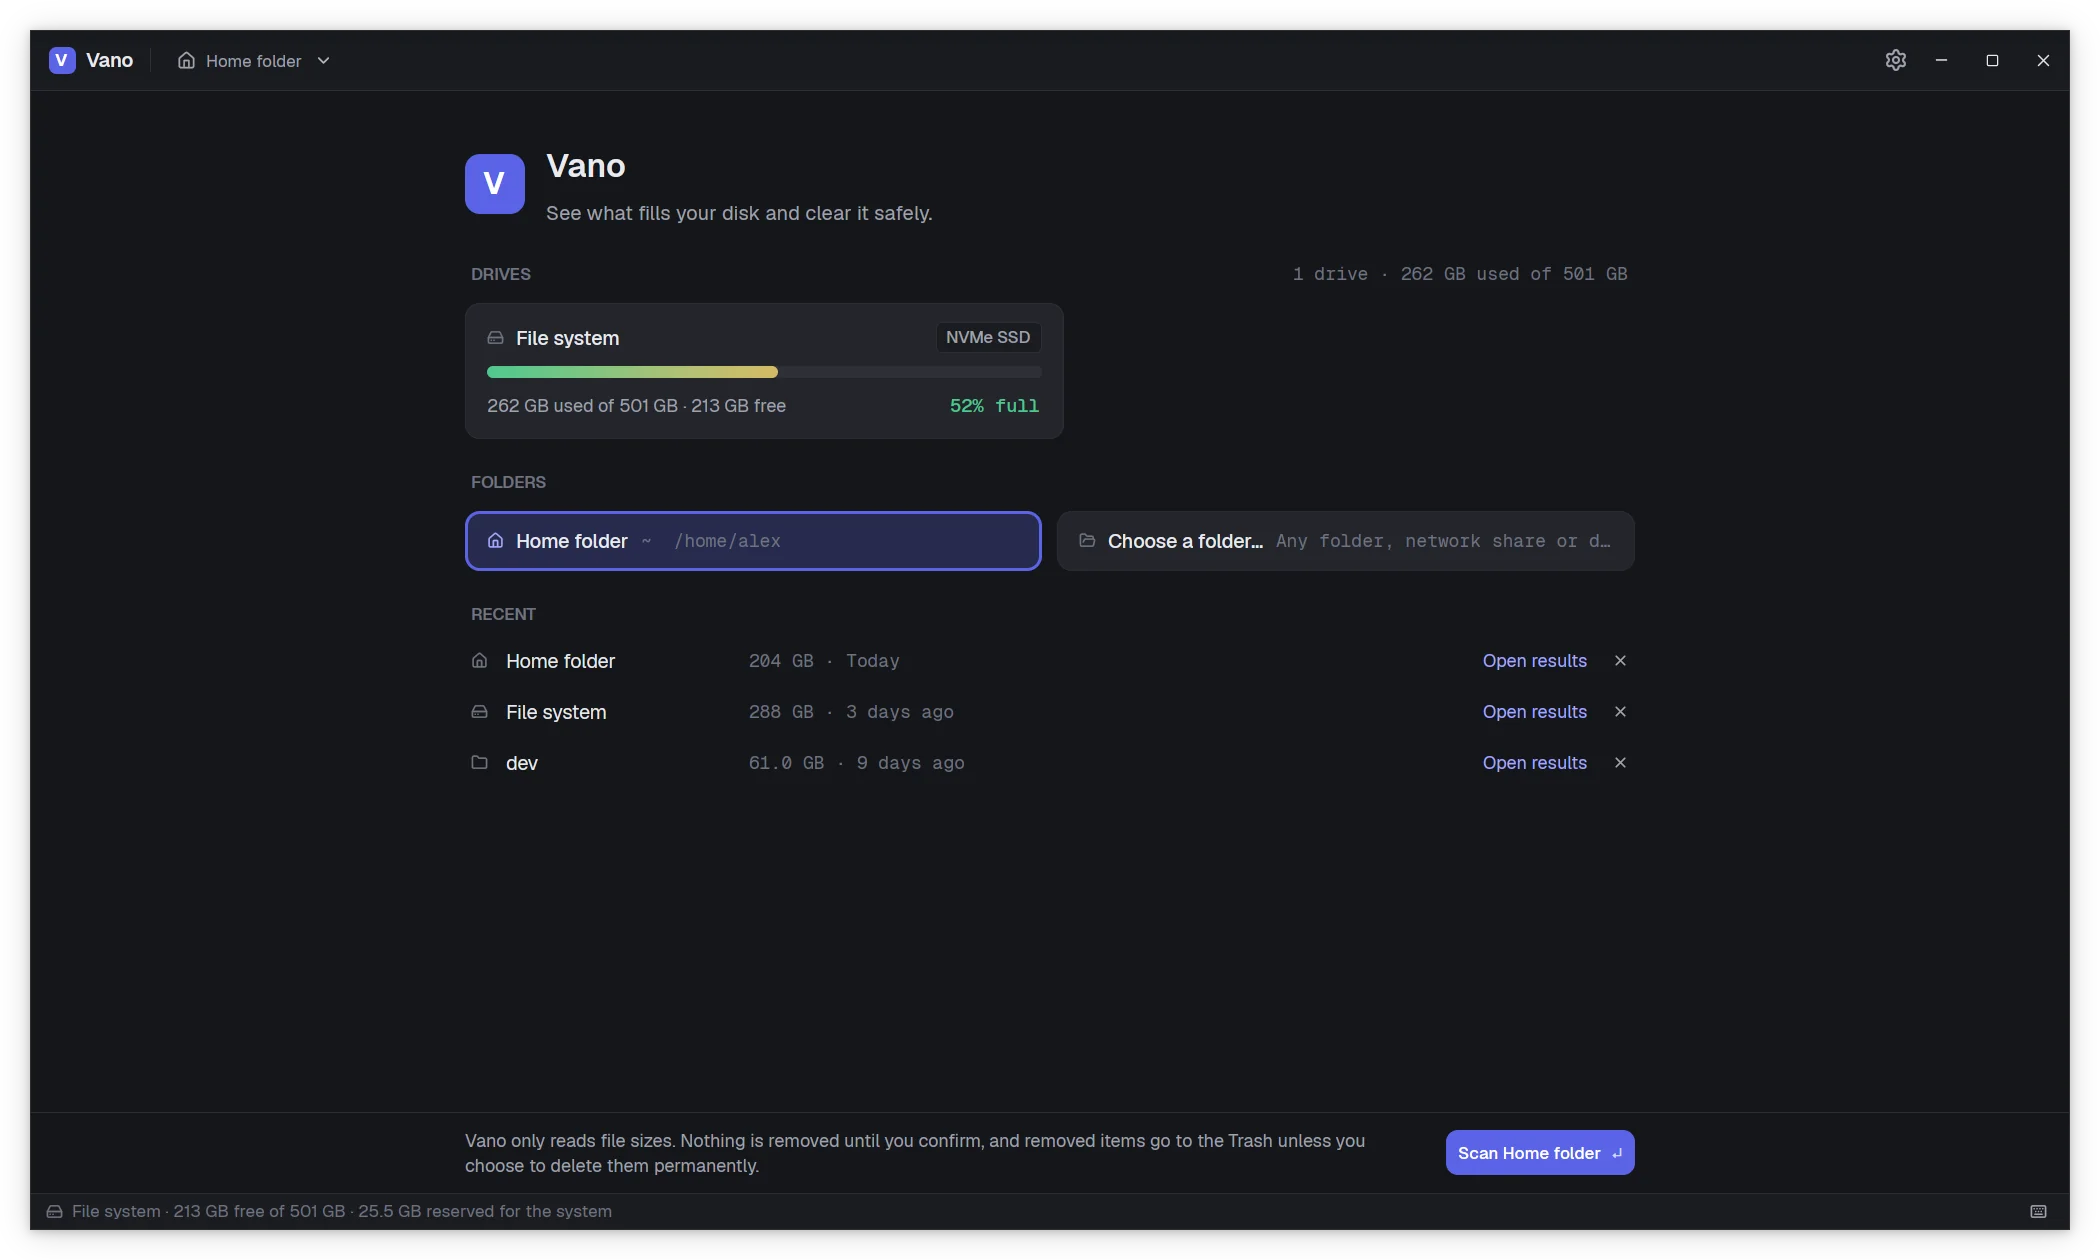 V Vano Home folder
V
Vano
See what fills your disk and clear it safely.
DRIVES 1 drive · 262 GB used of 501 GB
File system NVMe SSD
262 GB used of 501 GB · 213 GB free 52% full
FOLDERS
Home folder ~ /home/alex Choose a folder... Any folder, network share or d…
RECENT
Home folder 204 GB · Today Open results
File system 288 GB · 3 days ago Open results
dev 61.0 GB · 9 days ago Open results
Vano only reads file sizes. Nothing is removed until you confirm, and removed items go to the Trash unless you
choose to delete them permanently.
Scan Home folder
File system · 213 GB free of 501 GB · 25.5 GB reserved for the system